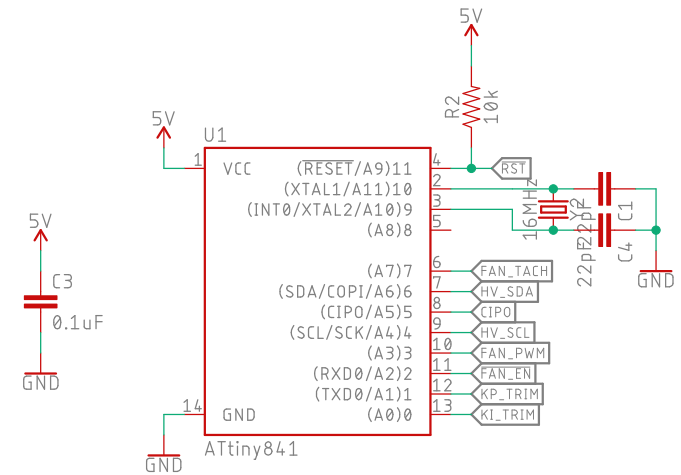 5V
R2
10k
5V
U1
1
VCC
(RESET/A9)11
4
RST
(XTAL1/A11)10
2
(INT0/XTAL2/A10)9
3
(A8)8
5
16MHz
Y2
22pF
C1
22pF
C4
GND
5V
C3
0.1uF
GND
(A7)7
6
FAN_TACH
(SDA/COPI/A6)6
7
HV_SDA
(CIPO/A5)5
8
CIPO
(SCL/SCK/A4)4
9
HV_SCL
(A3)3
10
FAN_PWM
(RXD0/A2)2
11
FAN_EN
(TXD0/A1)1
12
KP_TRIM
14
GND
(A0)0
13
KI_TRIM
GND
ATtiny841